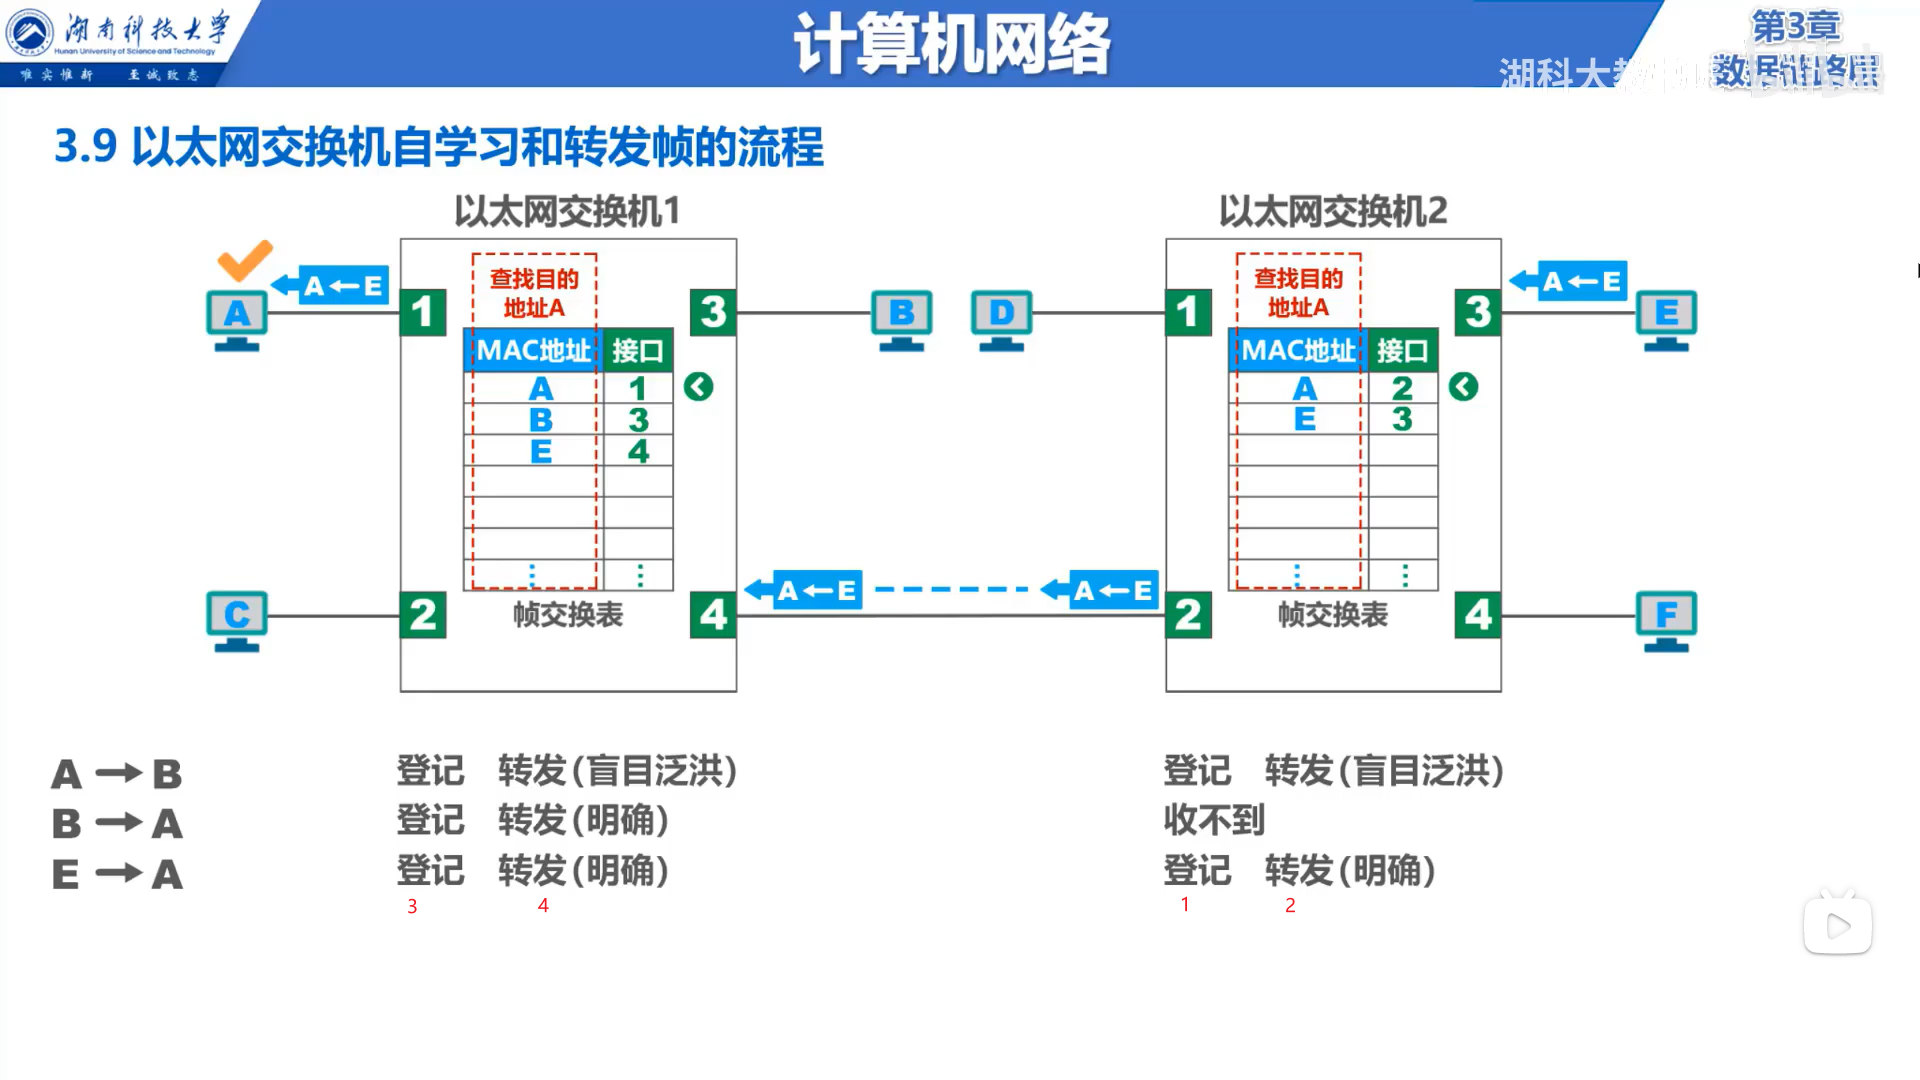 湖南科技大学
Hunan University of Science and Technology
唯实惟新 至诚致志
计算机网络
第3章
数据链路层
湖科大教
3.9 以太网交换机自学习和转发帧的流程
以太网交换机1
以太网交换机2
A←E
A←E
查找目的
地址A
查找目的
地址A
A
1
3
B
D
1
3
E
MAC地址 接口
A 1
B 3
E 4
⋮ ⋮
MAC地址 接口
A 2
E 3
⋮ ⋮
A←E
A←E
C
2
帧交换表
4
2
帧交换表
4
F
A → B 登记 转发(盲目泛洪) 登记 转发(盲目泛洪)
B → A 登记 转发(明确) 收不到
E → A 登记 转发(明确) 登记 转发(明确)
3 4 1 2